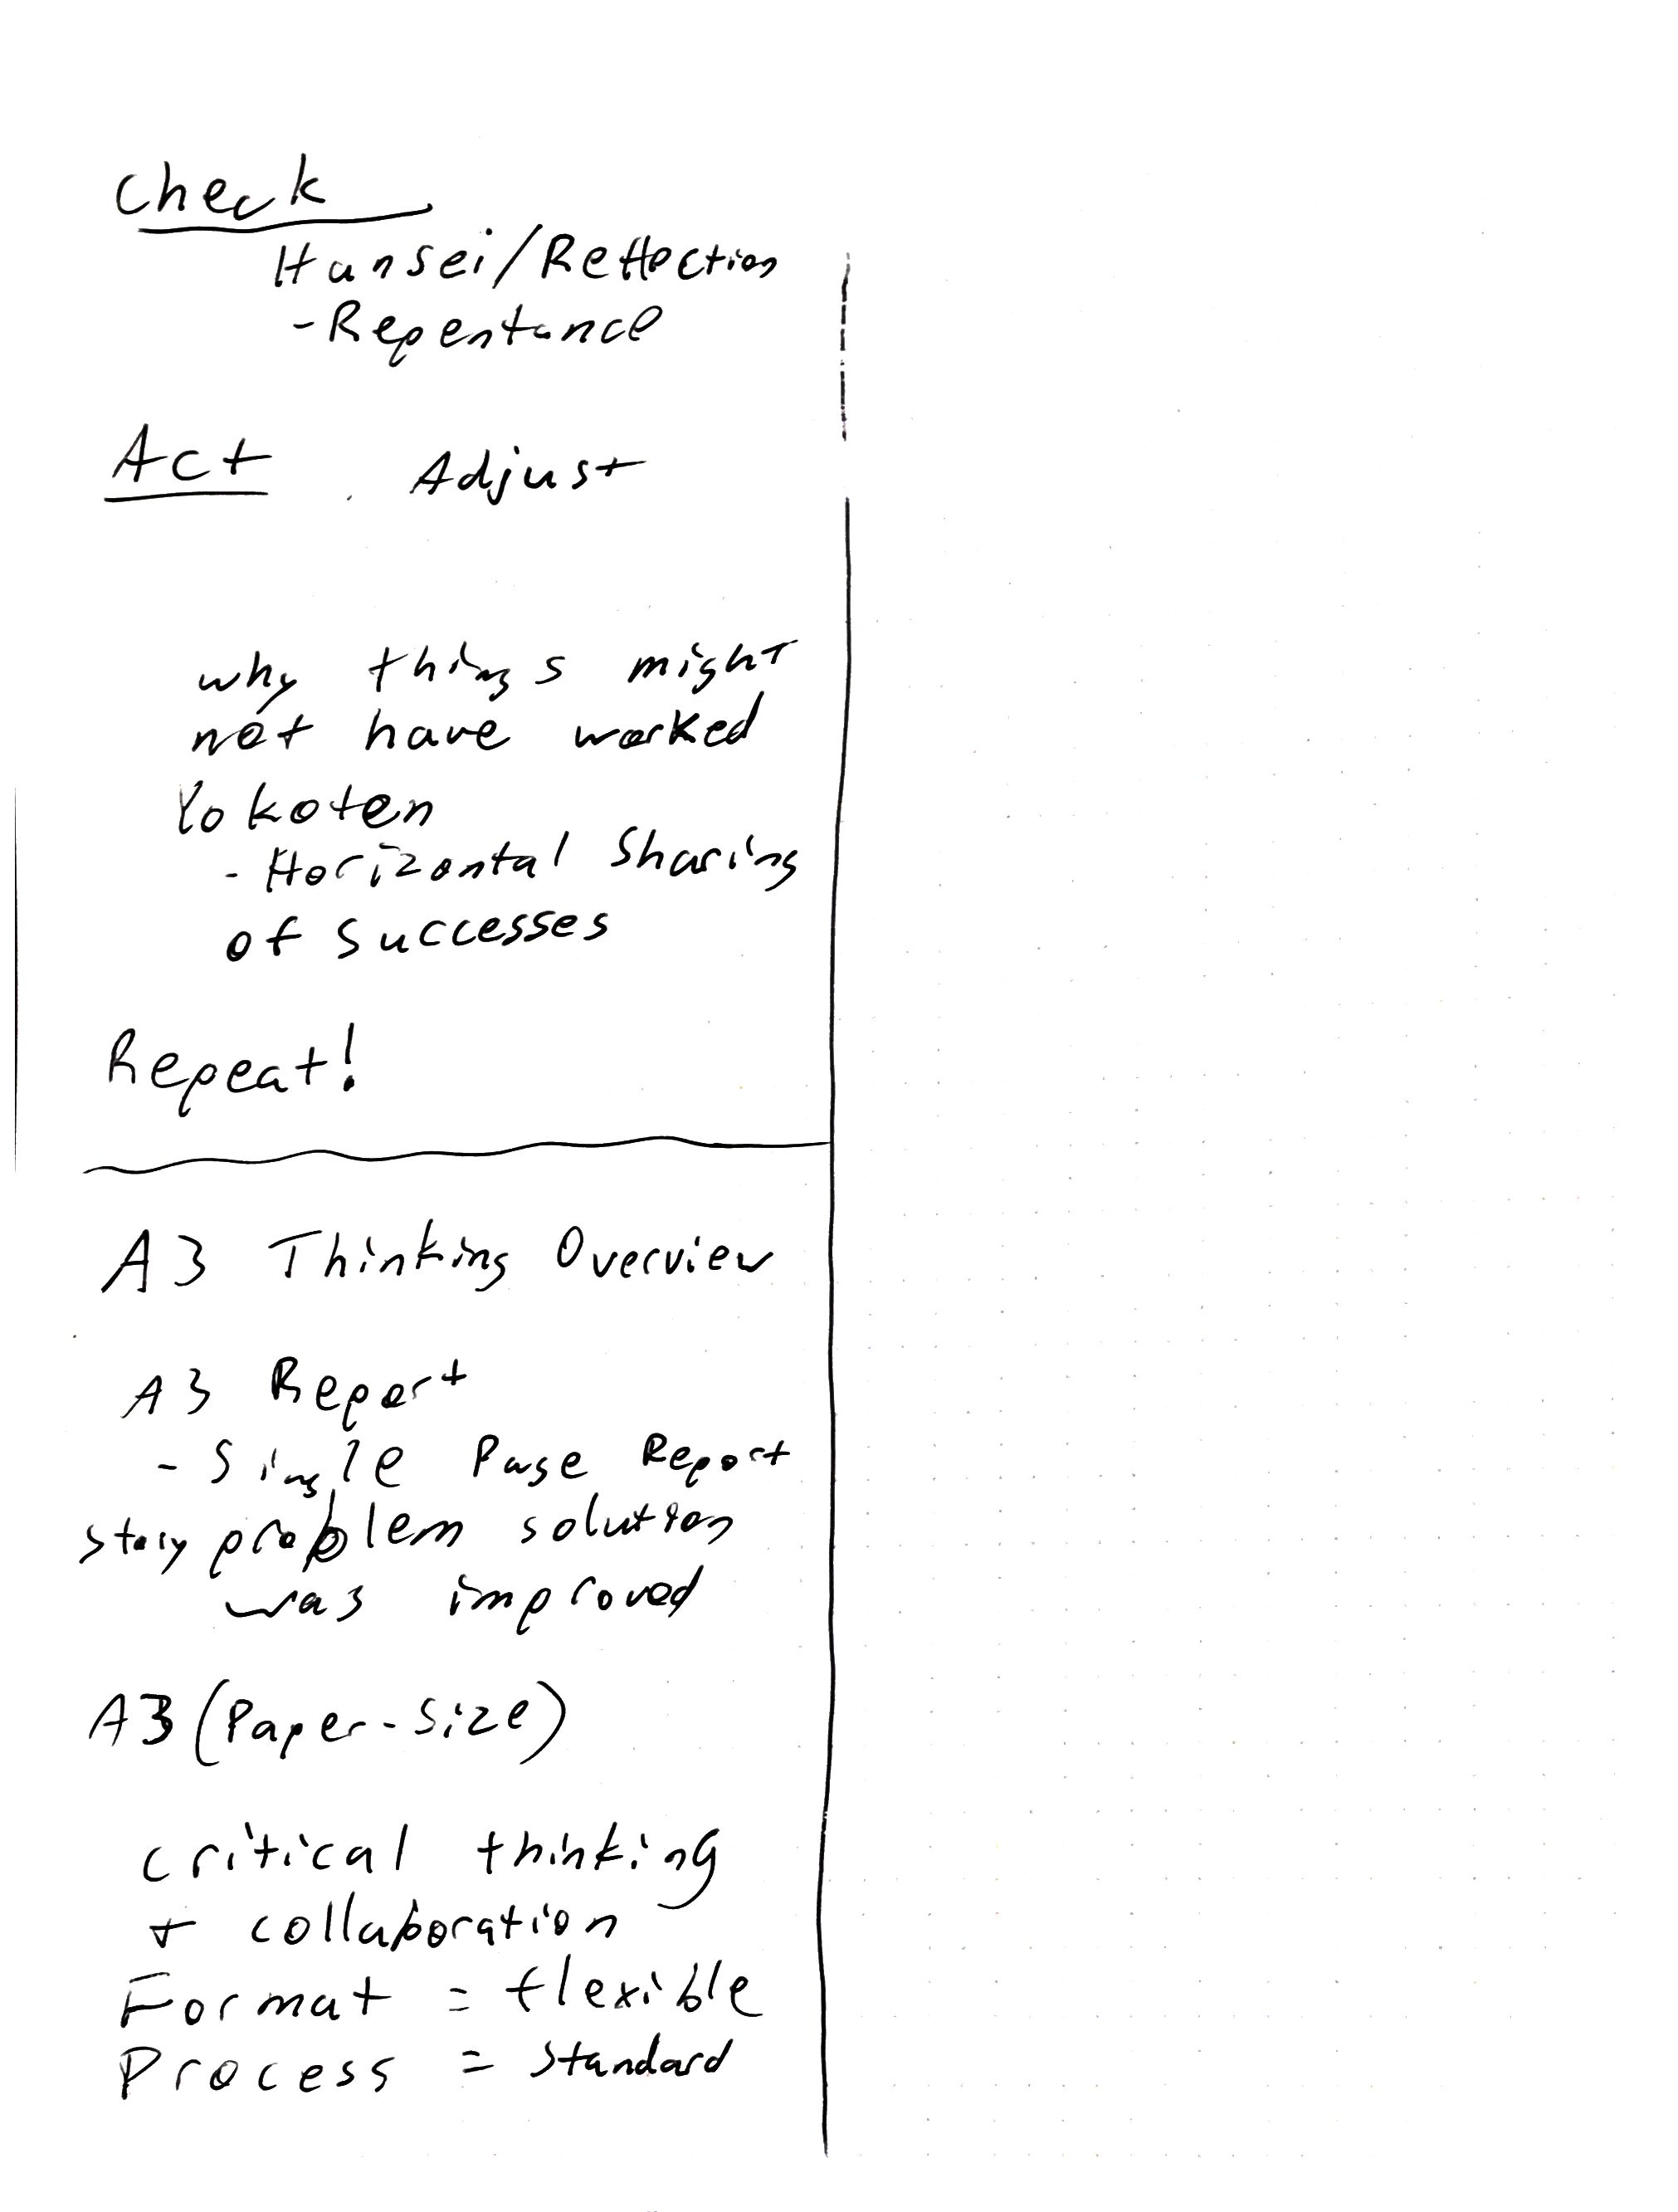 Check
Hansei/Reflection
- Repentance
Act Adjust
why things might
not have worked
Yokoten
- Horizontal Sharing
of successes
Repeat!
A3 Thinking Overview
A3 Report
- Single Page Report
story problem solution
was improved
A3 (Paper-Size)
critical thinking
+ collaboration
Format = flexible
Process = Standard